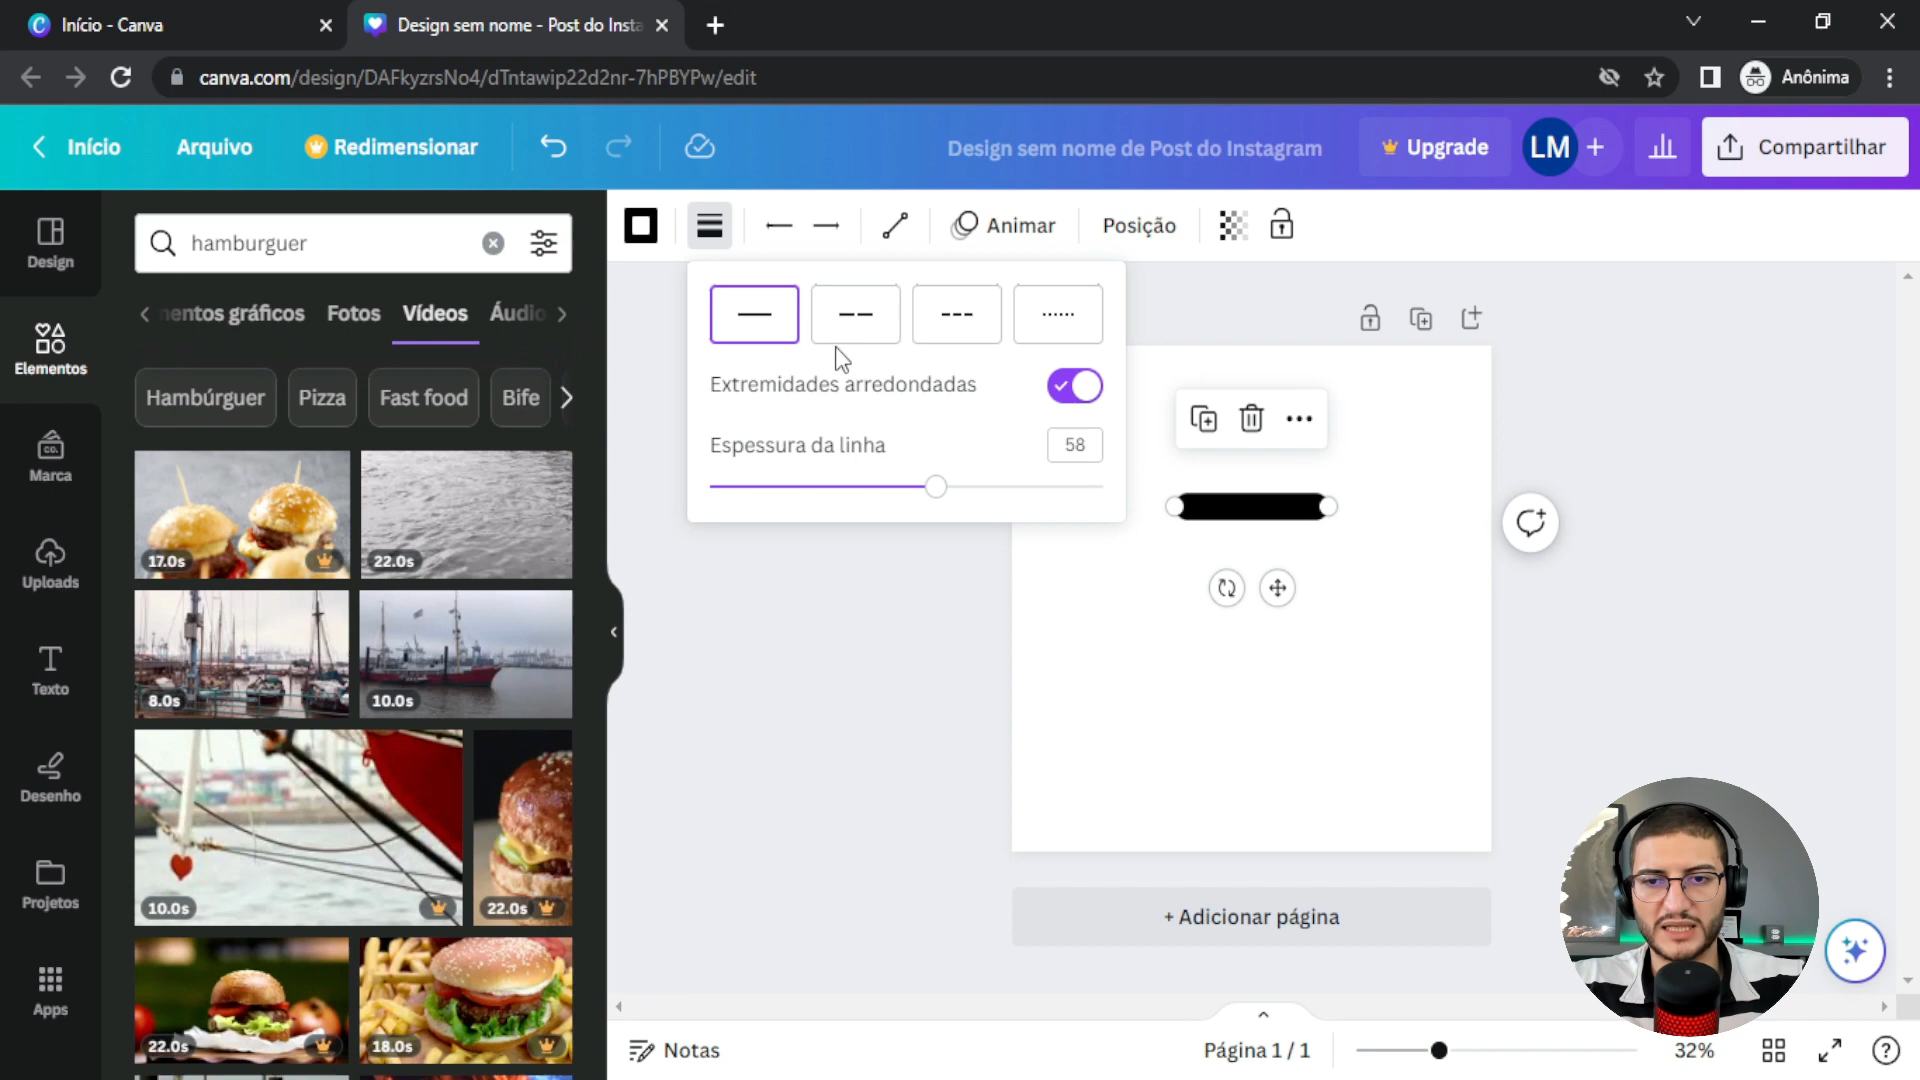 Início - Canva
Design sem nome - Post do Insta
canva.com/design/DAFkyzrsNo4/dTntawip22d2nr-7hPBYPw/edit
Anônima
Início
Arquivo
Redimensionar
Design sem nome de Post do Instagram
Upgrade
LM
Compartilhar
Design
Elementos
Marca
CO.
Uploads
Texto
Desenho
Projetos
Apps
hamburguer
entos gráficos
Fotos
Vídeos
Áudio
Hambúrguer
Pizza
Fast food
Bife
17.0s
22.0s
8.0s
10.0s
10.0s
22.0s
22.0s
18.0s
Animar
Posição
Extremidades arredondadas
Espessura da linha
58
+ Adicionar página
Notas
Página 1 / 1
32%